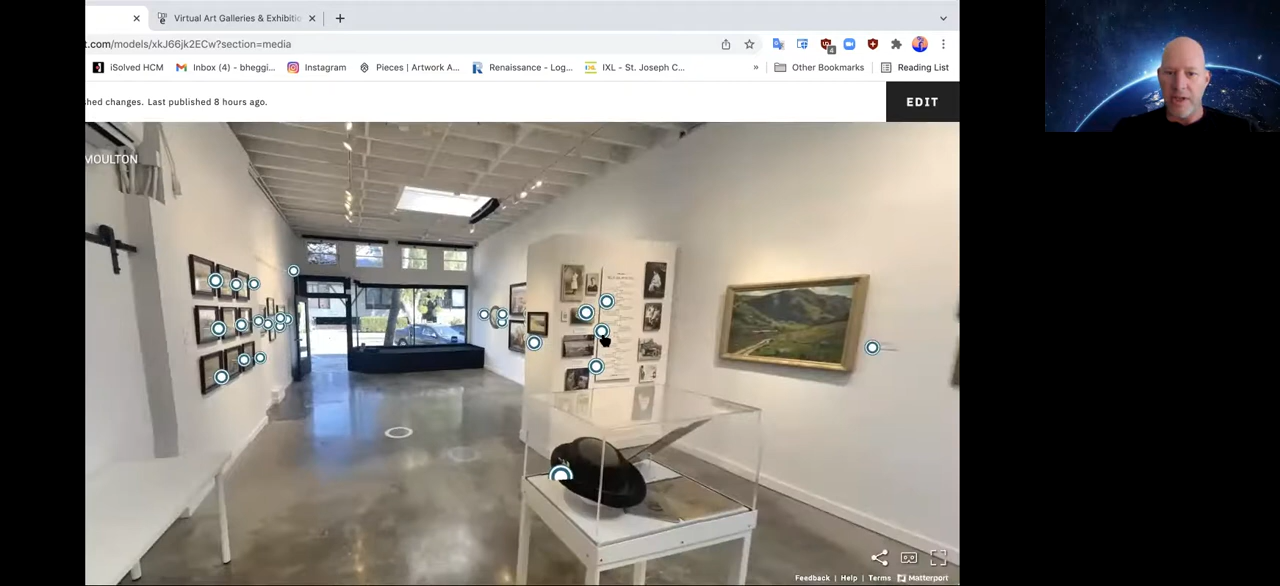 Virtual Art Galleries & Exhibitio
t.com/models/xkJ66jk2ECw?section=media
4
iSolved HCM
Inbox (4) - bheggi...
Instagram
Pieces | Artwork A...
Renaissance - Log...
IXL - St. Joseph C...
»
Other Bookmarks
Reading List
shed changes. Last published 8 hours ago.
EDIT
MOULTON
Feedback | Help | Terms
Matterport